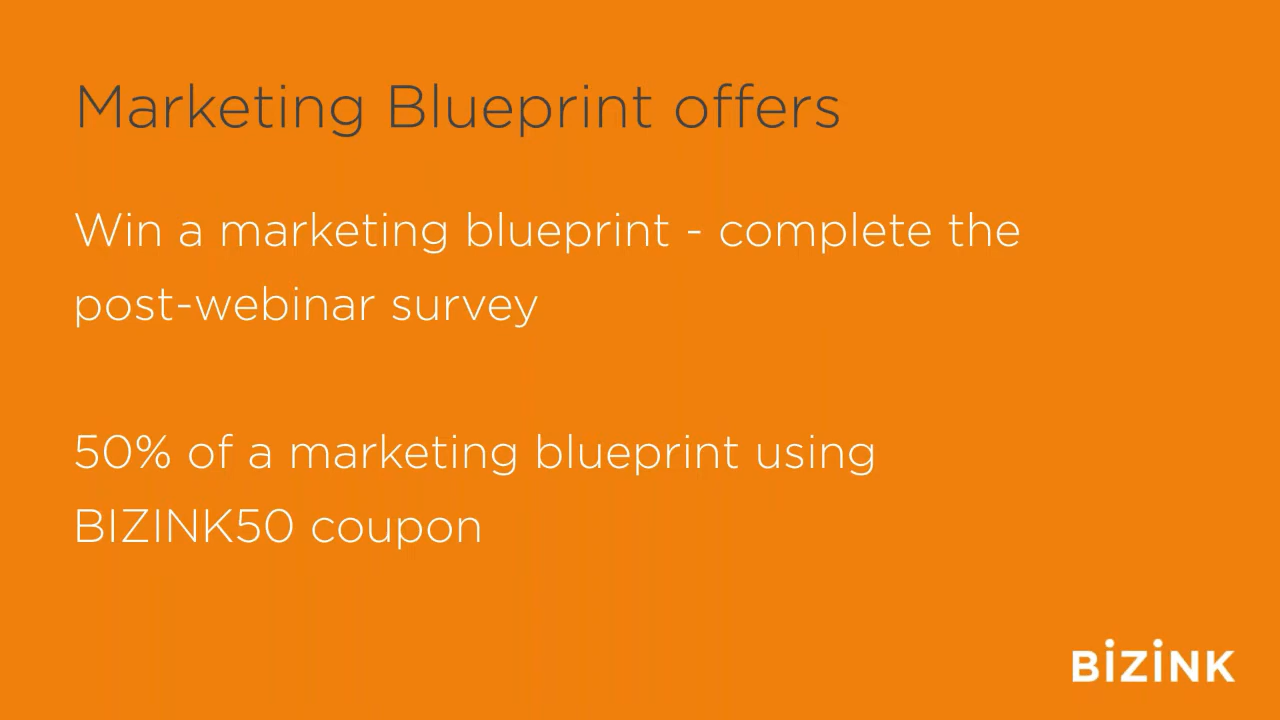 Marketing Blueprint offers
Win a marketing blueprint - complete the
post-webinar survey
50% of a marketing blueprint using
BIZINK50 coupon
BiZiNK